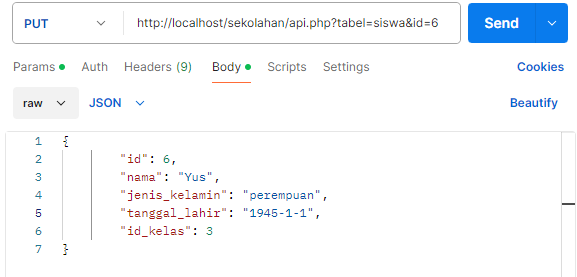 PUT http://localhost/sekolahan/api.php?tabel=siswa&id=6 Send
Params Auth Headers (9) Body Scripts Settings Cookies
raw JSON Beautify
1 {
2 "id": 6,
3 "nama": "Yus",
4 "jenis_kelamin": "perempuan",
5 "tanggal_lahir": "1945-1-1",
6 "id_kelas": 3
7 }